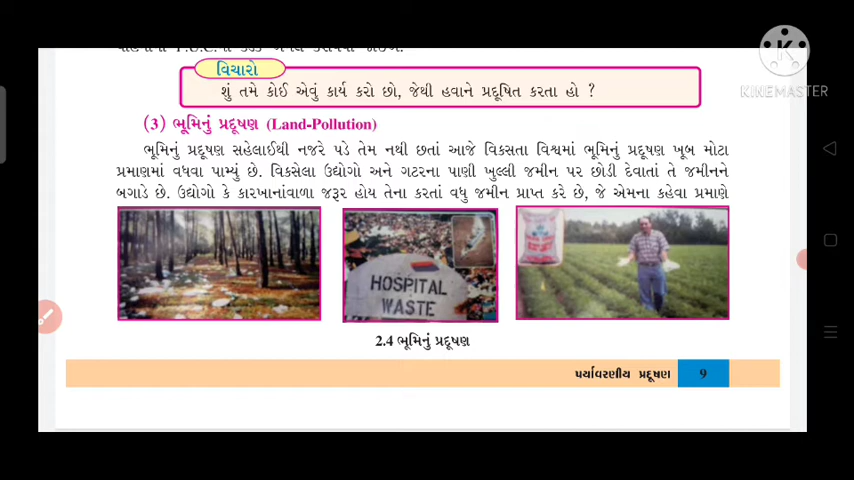 વિચારો
શું તમે કોઈ એવું કાર્ય કરો છો, જેથી હવાને પ્રદૂષિત કરતા હો ?
(3) ભૂમિનું પ્રદૂષણ (Land-Pollution)
ભૂમિનું પ્રદૂષણ સહેલાઈથી નજરે પડે તેમ નથી છતાં આજે વિકસતા વિશ્વમાં ભૂમિનું પ્રદૂષણ ખૂબ મોટા
પ્રમાણમાં વધવા પામ્યું છે. વિકસેલા ઉદ્યોગો અને ગટરના પાણી ખુલ્લી જમીન પર છોડી દેવાતાં તે જમીનને
બગાડે છે. ઉદ્યોગો કે કારખાનાંવાળા જરૂર હોય તેના કરતાં વધુ જમીન પ્રાપ્ત કરે છે, જે એમના કહેવા પ્રમાણે
HOSPITAL
WASTE
2.4 ભૂમિનું પ્રદૂષણ
પર્યાવરણીય પ્રદૂષણ 9
KINEMASTER